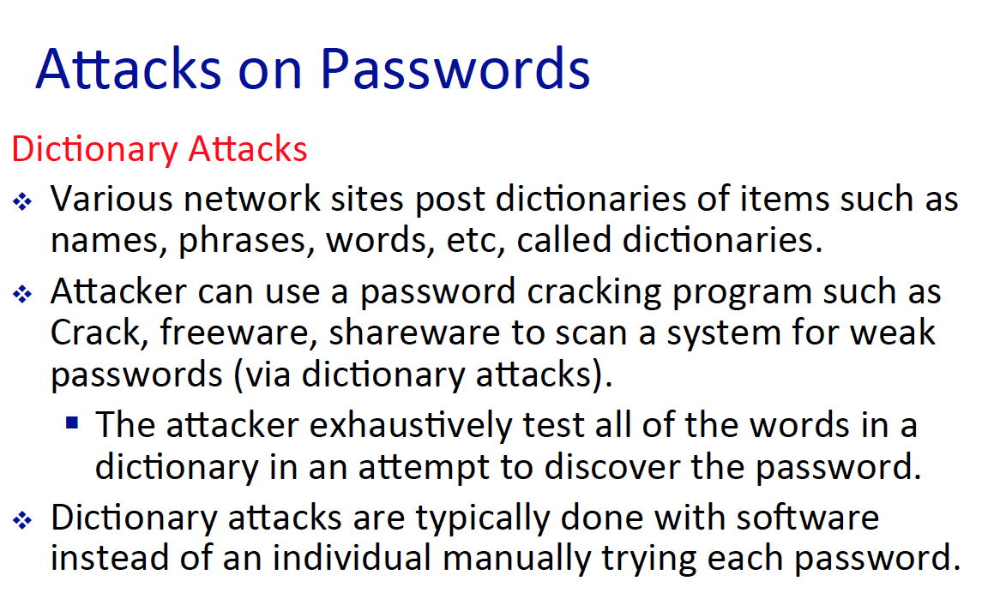 Attacks on Passwords
Dictionary Attacks
❖ Various network sites post dictionaries of items such as
names, phrases, words, etc, called dictionaries.
❖ Attacker can use a password cracking program such as
Crack, freeware, shareware to scan a system for weak
passwords (via dictionary attacks).
▪ The attacker exhaustively test all of the words in a
dictionary in an attempt to discover the password.
❖ Dictionary attacks are typically done with software
instead of an individual manually trying each password.